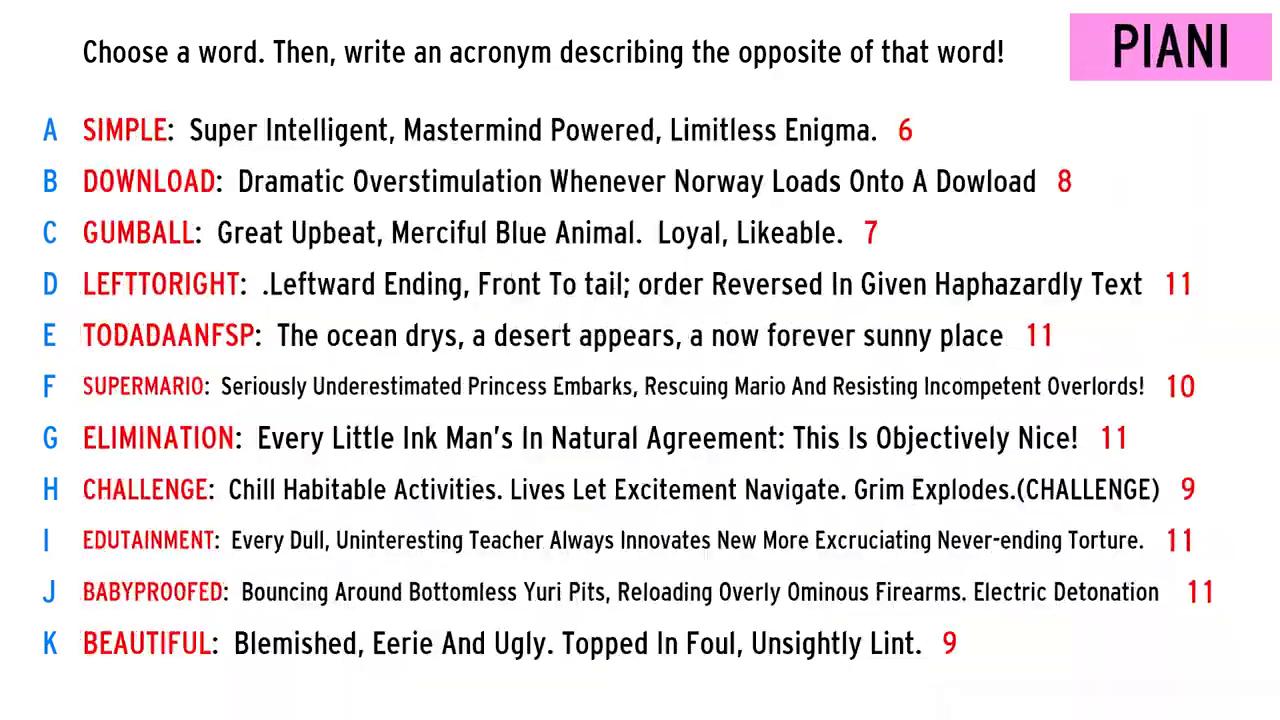 Choose a word. Then, write an acronym describing the opposite of that word!
PIANI
A SIMPLE: Super Intelligent, Mastermind Powered, Limitless Enigma. 6
B DOWNLOAD: Dramatic Overstimulation Whenever Norway Loads Onto A Dowload 8
C GUMBALL: Great Upbeat, Merciful Blue Animal. Loyal, Likeable. 7
D LEFTTORIGHT: .Leftward Ending, Front To tail; order Reversed In Given Haphazardly Text 11
E TODADAANFSP: The ocean drys, a desert appears, a now forever sunny place 11
F SUPERMARIO: Seriously Underestimated Princess Embarks, Rescuing Mario And Resisting Incompetent Overlords! 10
G ELIMINATION: Every Little Ink Man's In Natural Agreement: This Is Objectively Nice! 11
H CHALLENGE: Chill Habitable Activities. Lives Let Excitement Navigate. Grim Explodes.(CHALLENGE) 9
I EDUTAINMENT: Every Dull, Uninteresting Teacher Always Innovates New More Excruciating Never-ending Torture. 11
J BABYPROOFED: Bouncing Around Bottomless Yuri Pits, Reloading Overly Ominous Firearms. Electric Detonation 11
K BEAUTIFUL: Blemished, Eerie And Ugly. Topped In Foul, Unsightly Lint. 9